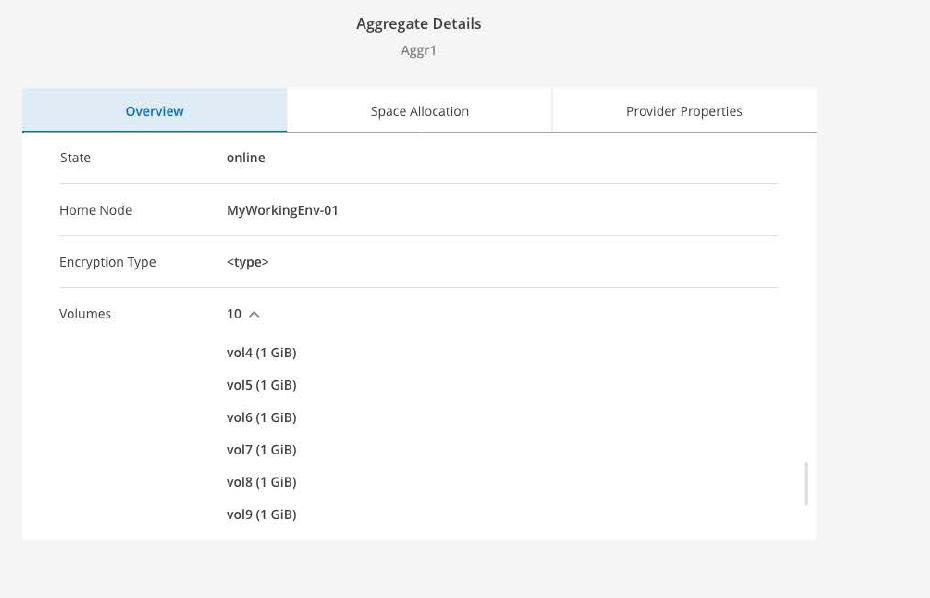 Aggregate Details
Aggr1
Overview Space Allocation Provider Properties
State online
Home Node MyWorkingEnv-01
Encryption Type <type>
Volumes 10
vol4 (1 GiB)
vol5 (1 GiB)
vol6 (1 GiB)
vol7 (1 GiB)
vol8 (1 GiB)
vol9 (1 GiB)